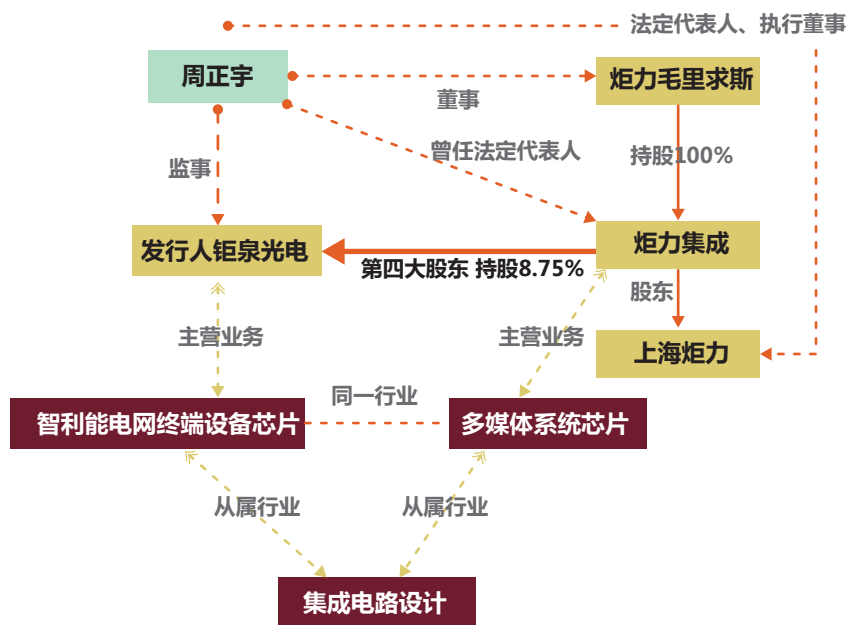 法定代表人、执行董事
周正宇
炬力毛里求斯
董事
曾任法定代表人
持股100%
监事
发行人钜泉光电
炬力集成
第四大股东 持股8.75%
股东
主营业务
主营业务
上海炬力
同一行业
智利能电网终端设备芯片
多媒体系统芯片
从属行业
从属行业
集成电路设计